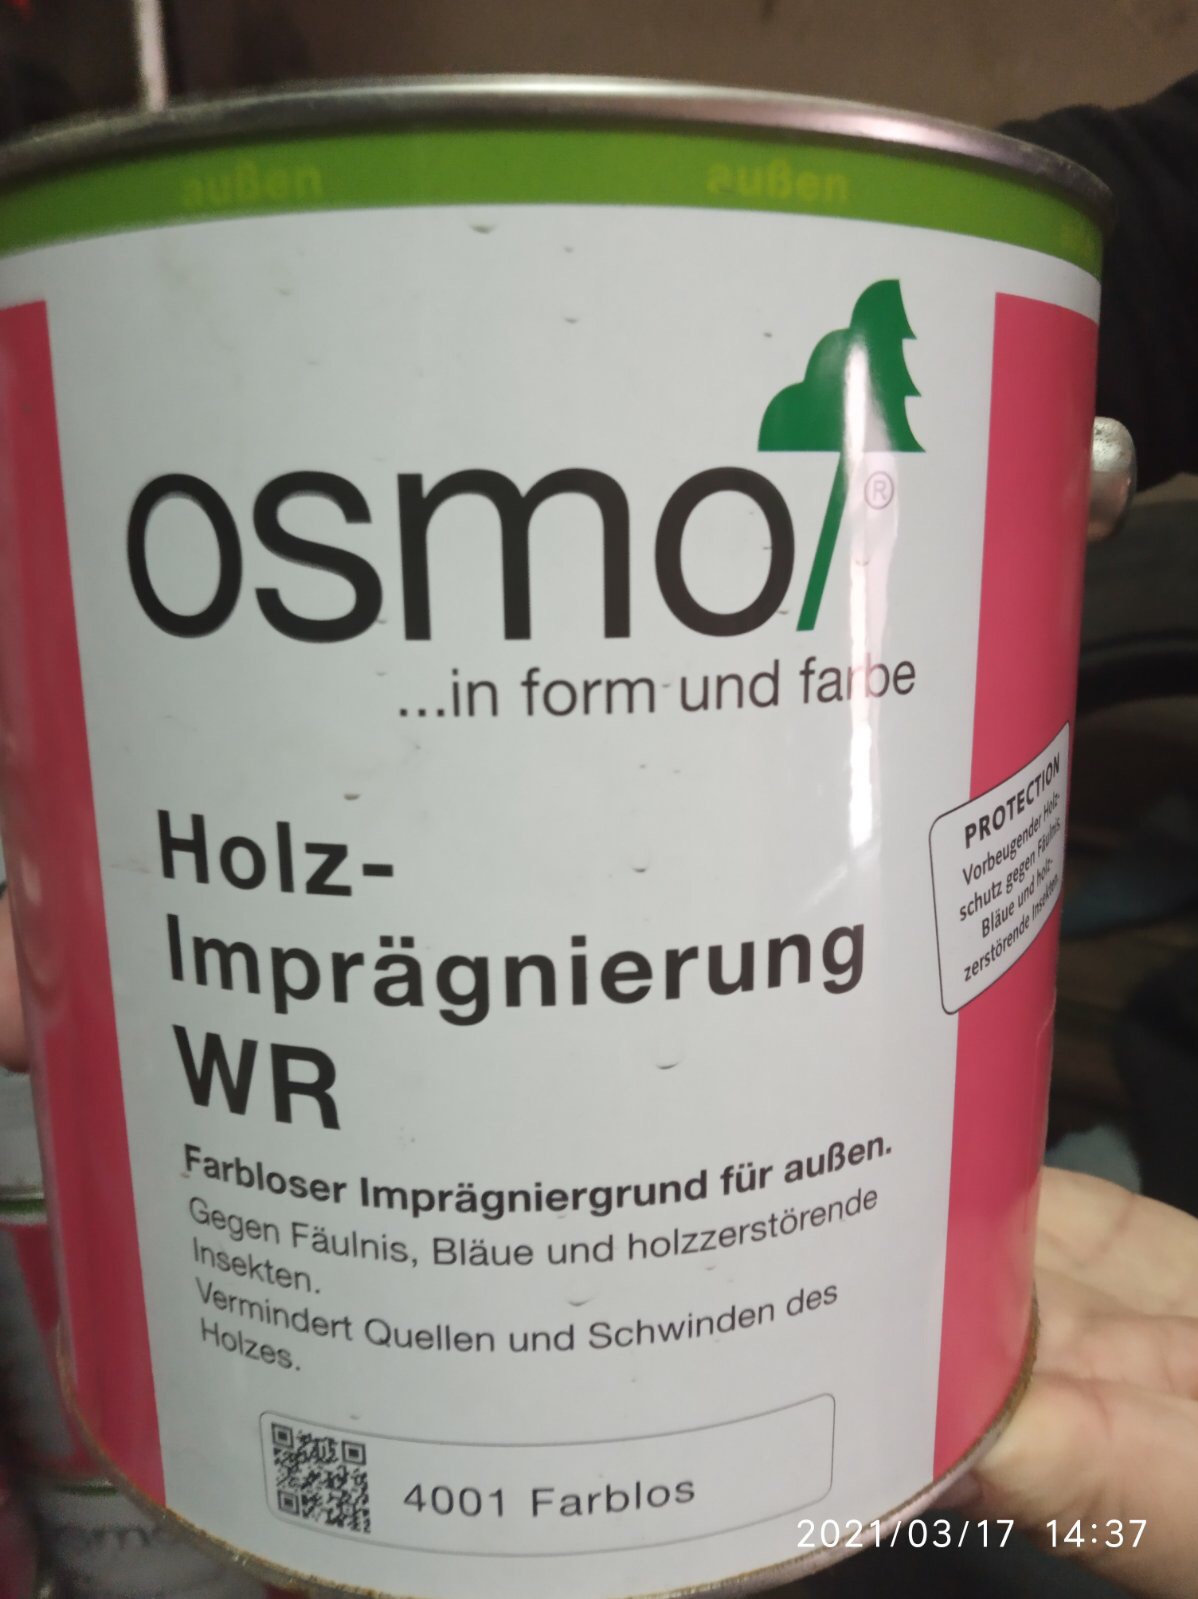 außen außen
osmo ®
...in form und farbe
PROTECTION
Vorbeugender Holz-
schutz gegen Fäulnis,
Bläue und holz-
zerstörende Insekten.
Holz-
Imprägnierung
WR
Farbloser Imprägniergrund für außen.
Gegen Fäulnis, Bläue und holzzerstörende
Insekten.
Vermindert Quellen und Schwinden des
Holzes.
4001 Farblos
2021/03/17 14:37